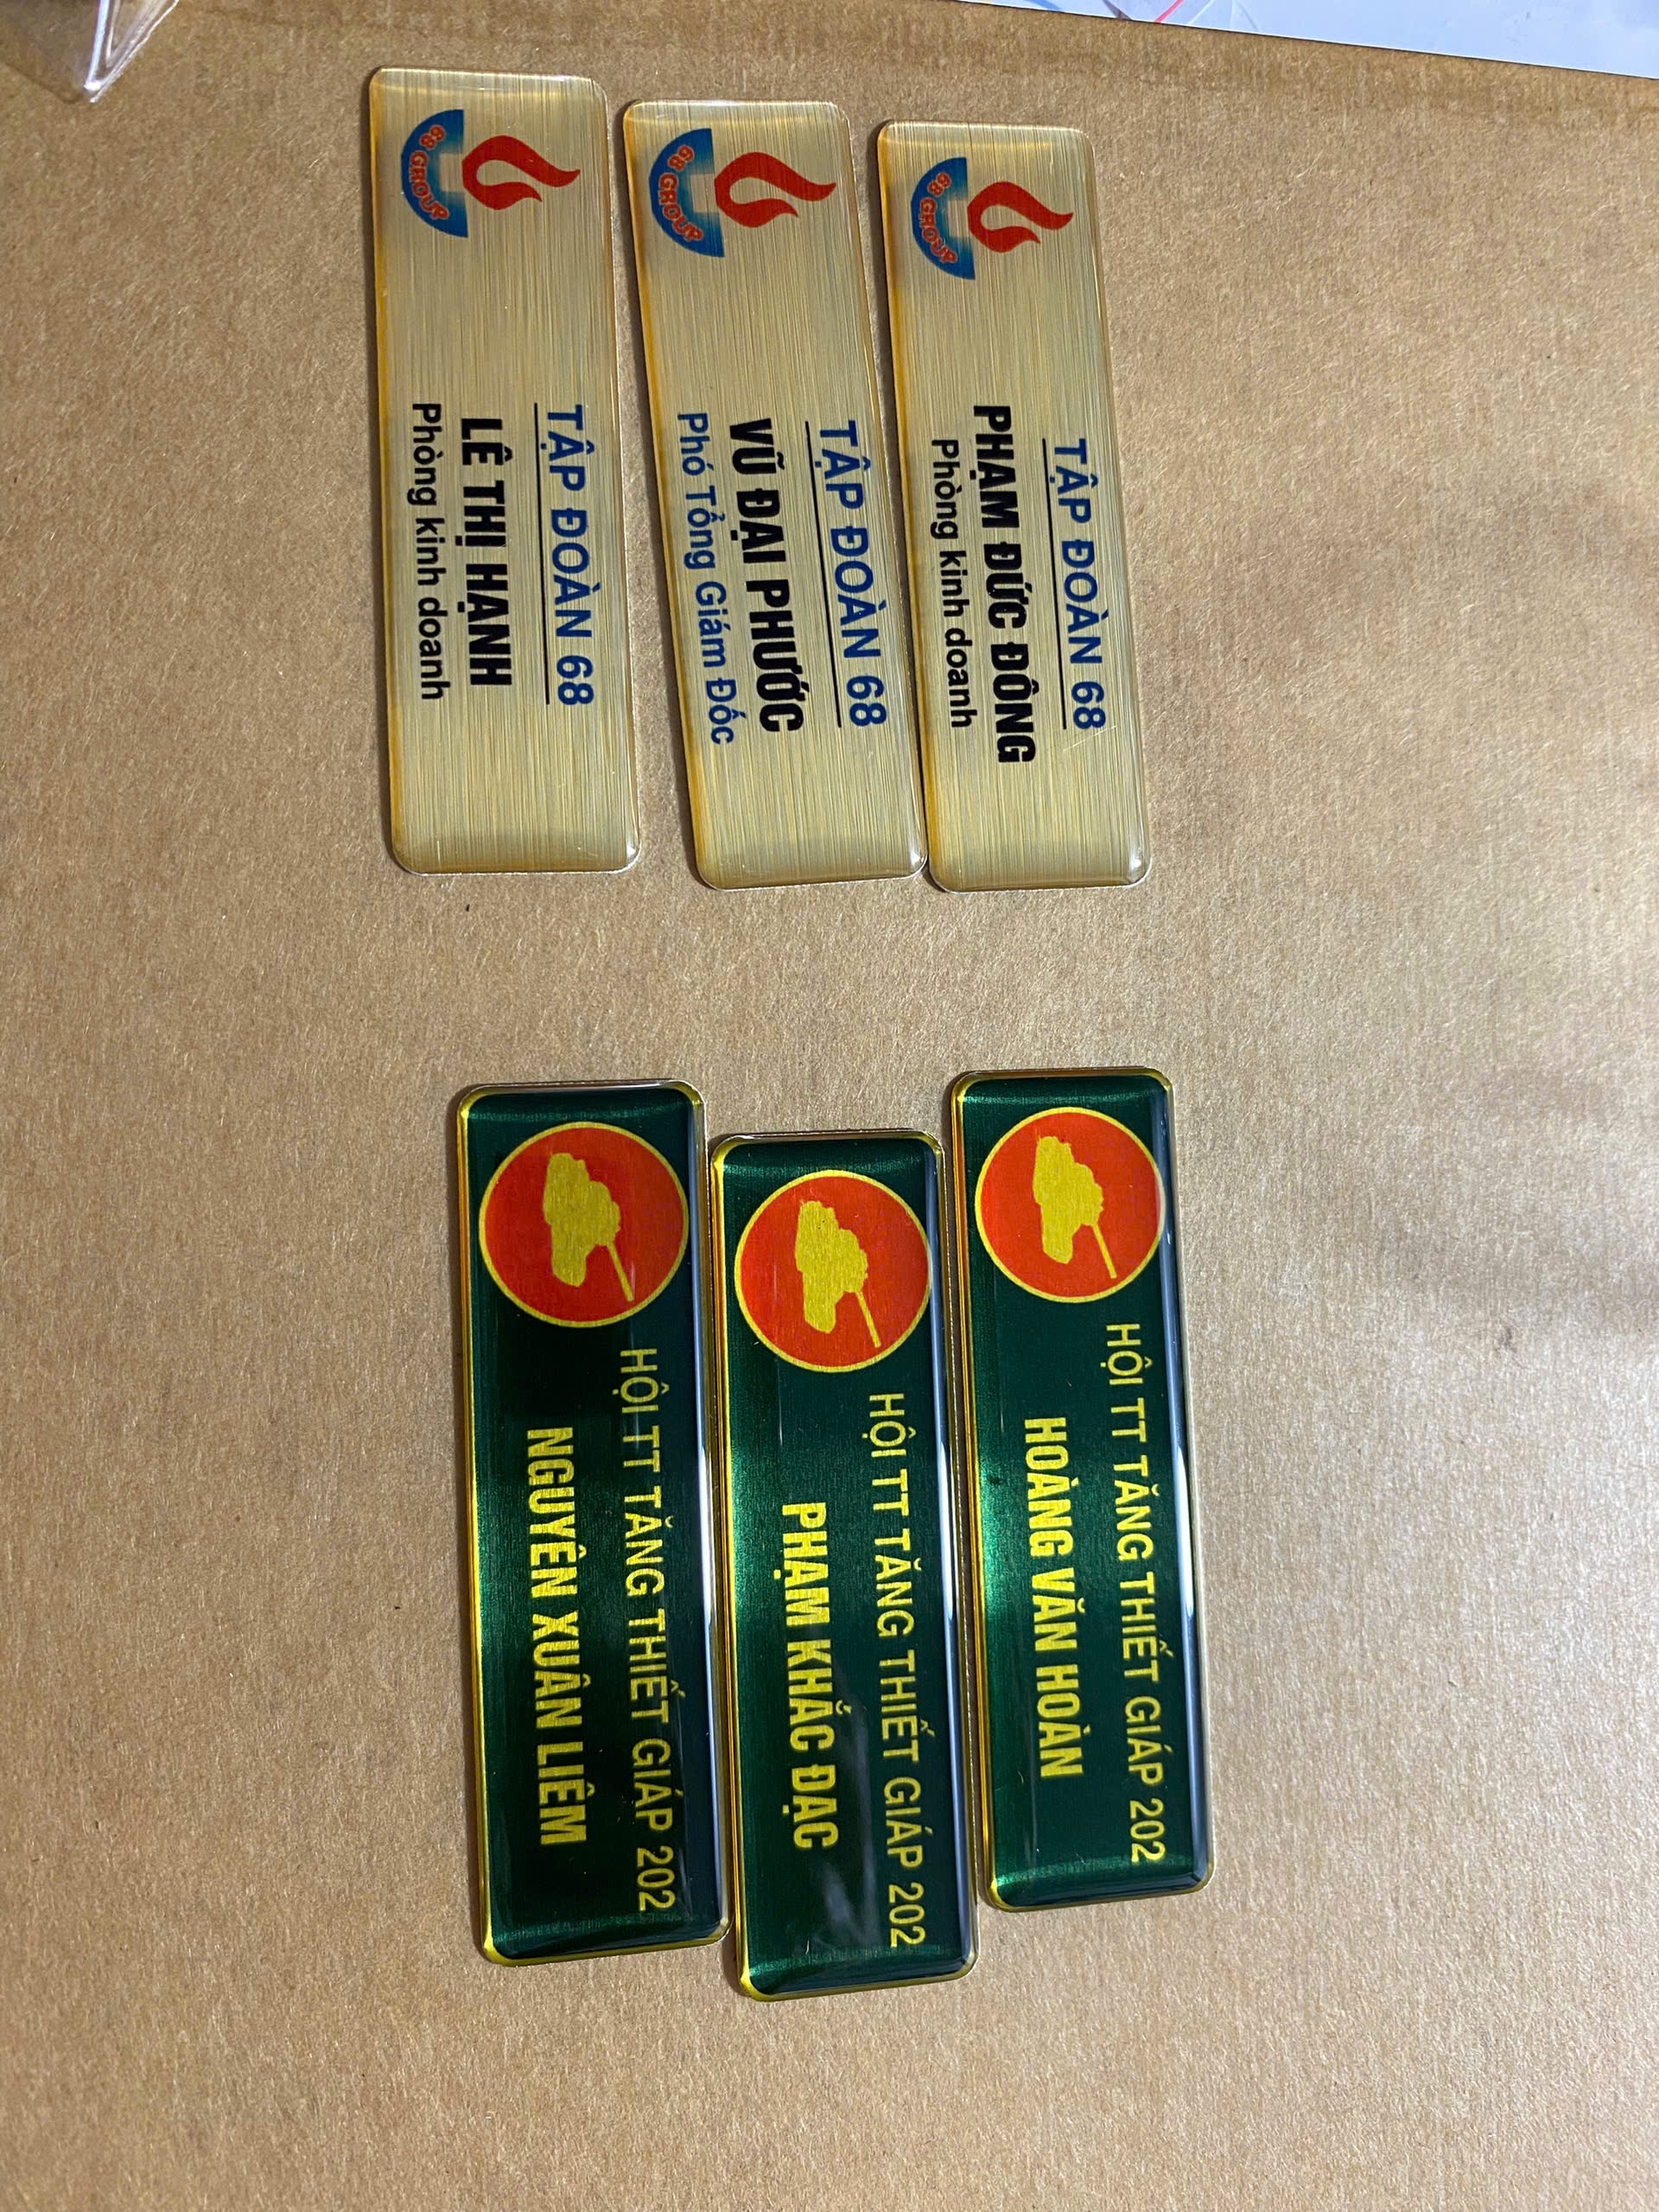 68 GROUP
TẬP ĐOÀN 68
PHẠM ĐỨC ĐÔNG
Phòng kinh doanh
68 GROUP
TẬP ĐOÀN 68
VŨ ĐẠI PHƯỚC
Phó Tổng Giám Đốc
68 GROUP
TẬP ĐOÀN 68
LÊ THỊ HẠNH
Phòng kinh doanh
HỘI TT TĂNG THIẾT GIÁP 202
HOÀNG VĂN HOÀN
HỘI TT TĂNG THIẾT GIÁP 202
PHẠM KHẮC ĐẠC
HỘI TT TĂNG THIẾT GIÁP 202
NGUYÊN XUÂN LIÊM